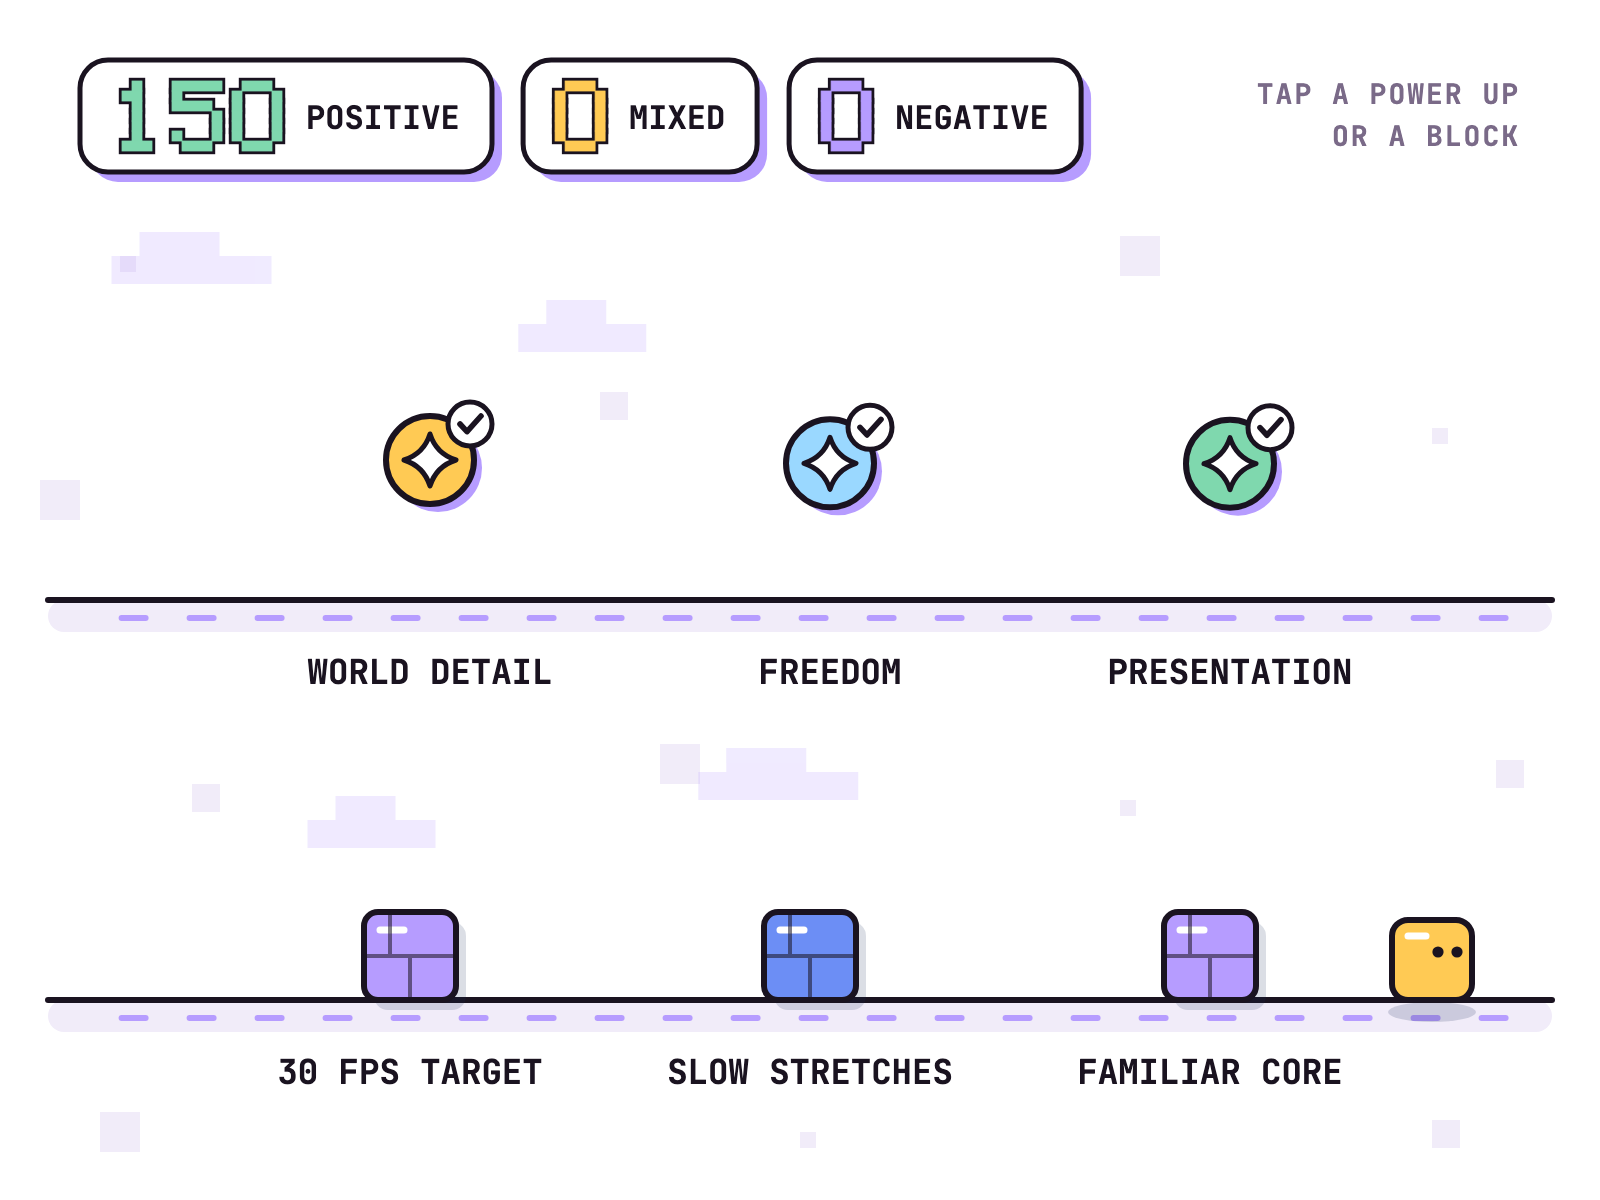 150 POSITIVE
0 MIXED
0 NEGATIVE
TAP A POWER UP
OR A BLOCK
WORLD DETAIL
FREEDOM
PRESENTATION
30 FPS TARGET
SLOW STRETCHES
FAMILIAR CORE